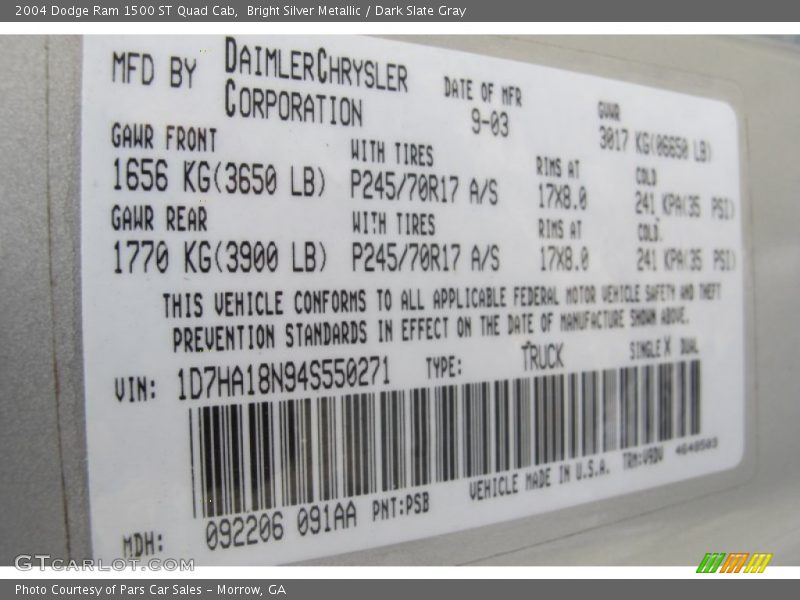 2004 Dodge Ram 1500 ST Quad Cab, Bright Silver Metallic / Dark Slate Gray
MFD BY DAIMLERCHRYSLER CORPORATION DATE OF MFR 9-03 GVWR 3017 KG(06650 LB)
GAWR FRONT WITH TIRES RIMS AT COLD
1656 KG(3650 LB) P245/70R17 A/S 17X8.0 241 KPA(35 PSI)
GAWR REAR WITH TIRES RIMS AT COLD
1770 KG(3900 LB) P245/70R17 A/S 17X8.0 241 KPA(35 PSI)
THIS VEHICLE CONFORMS TO ALL APPLICABLE FEDERAL MOTOR VEHICLE SAFETY AND THEFT
PREVENTION STANDARDS IN EFFECT ON THE DATE OF MANUFACTURE SHOWN ABOVE.
VIN: 1D7HA18N94S550271 TYPE: TRUCK SINGLE X DUAL
MDH: 092206 091AA PNT:PSB VEHICLE MADE IN U.S.A. TRM:V9DV
GTCARLOT.COM
Photo Courtesy of Pars Car Sales - Morrow, GA